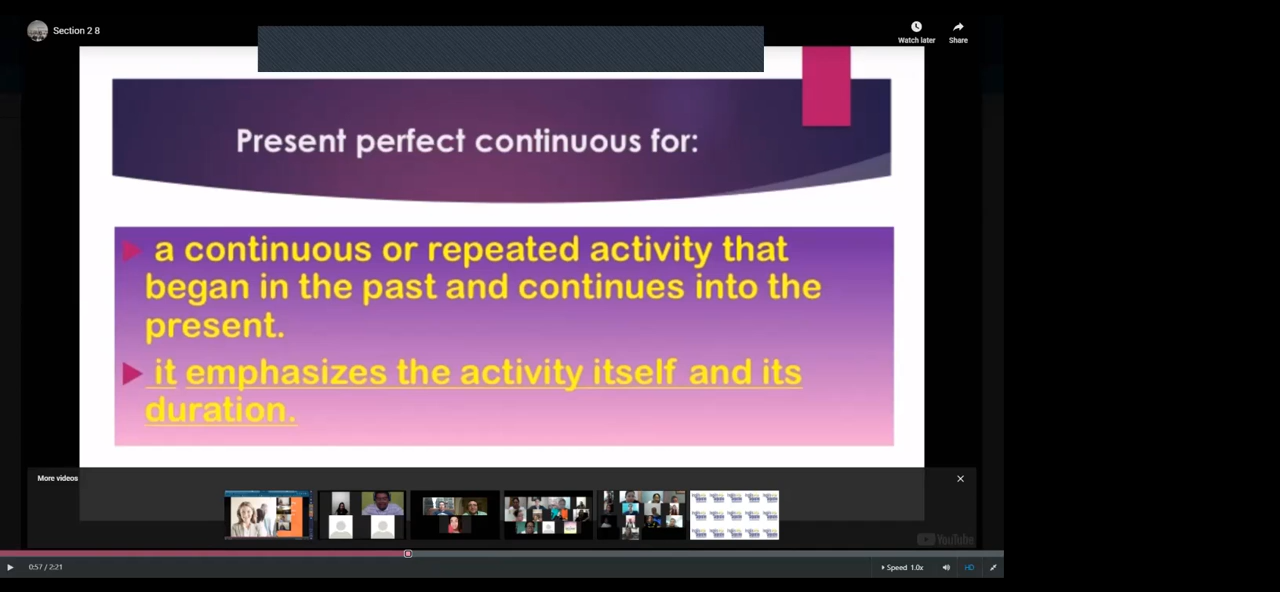 Section 2 8
Watch later
Share
Present perfect continuous for:
a continuous or repeated activity that
began in the past and continues into the
present.
it emphasizes the activity itself and its
duration.
More videos
YouTube
0:57 / 2:21
Speed 1.0x
HD